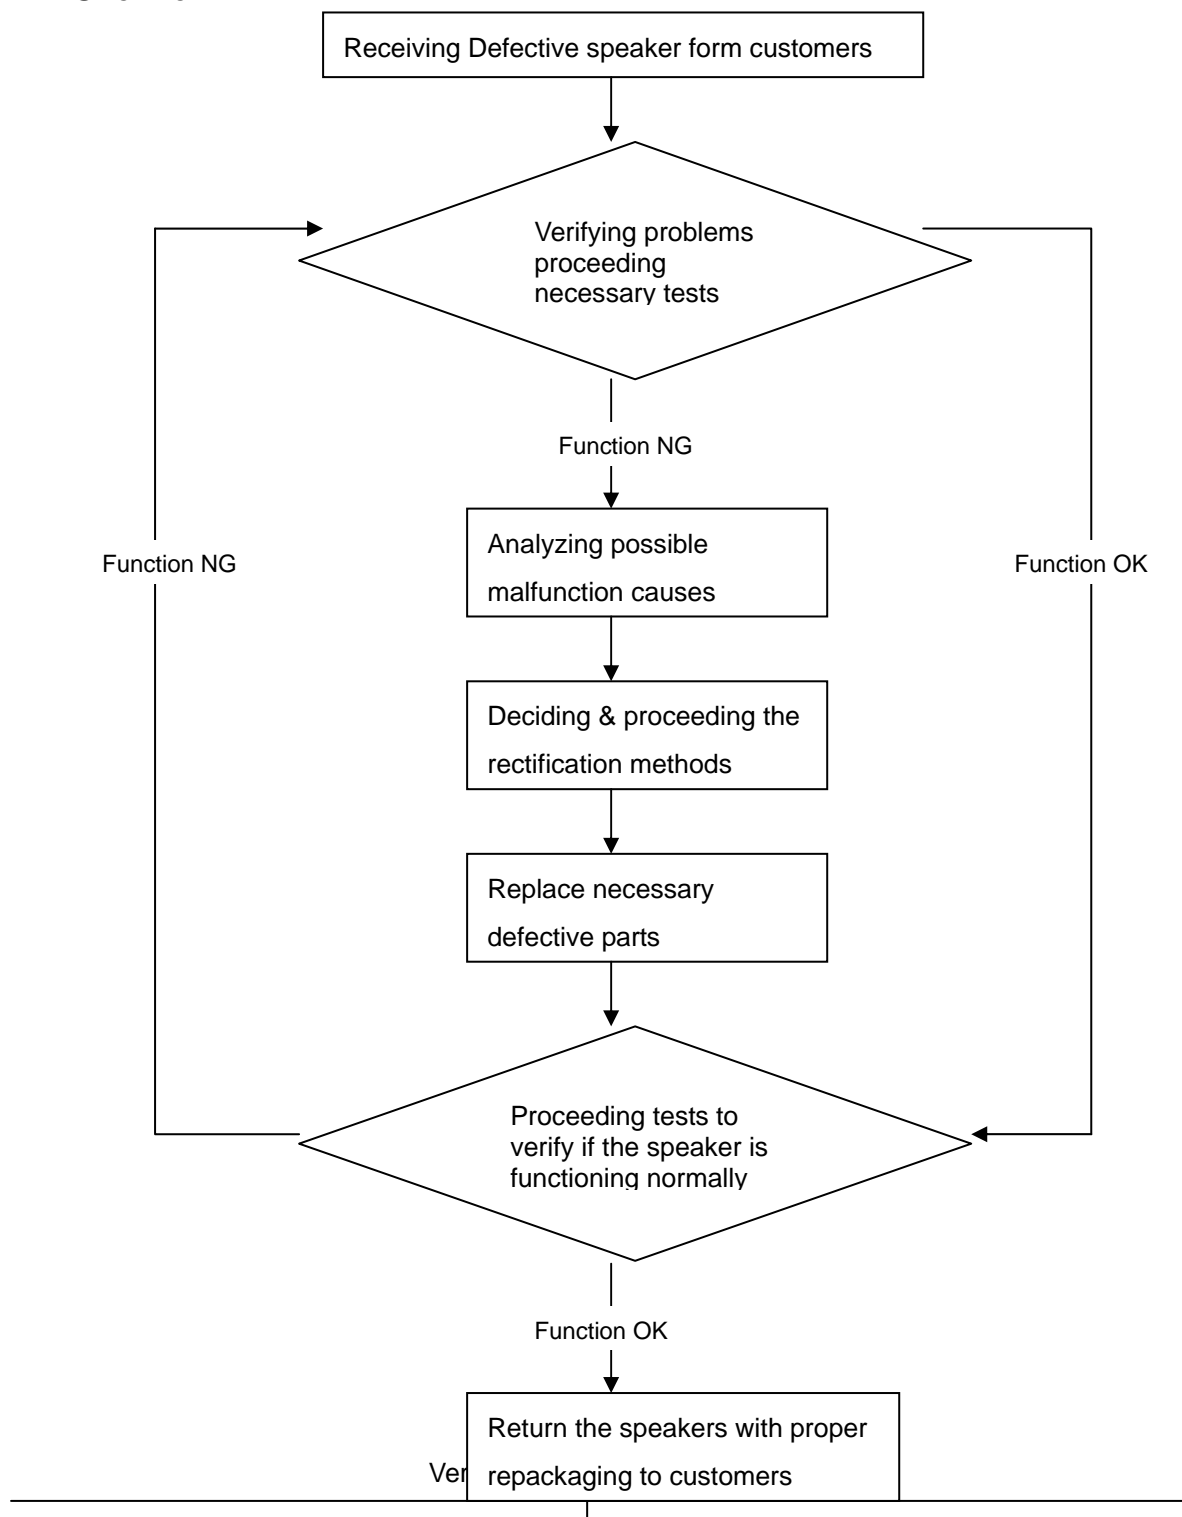 Receiving Defective speaker form customers
Verifying problems
proceeding
necessary tests
Function NG
Analyzing possible
malfunction causes
Function NG
Function OK
Deciding & proceeding the
rectification methods
Replace necessary
defective parts
Proceeding tests to
verify if the speaker is
functioning normally
Function OK
Return the speakers with proper
Ver
repackaging to customers